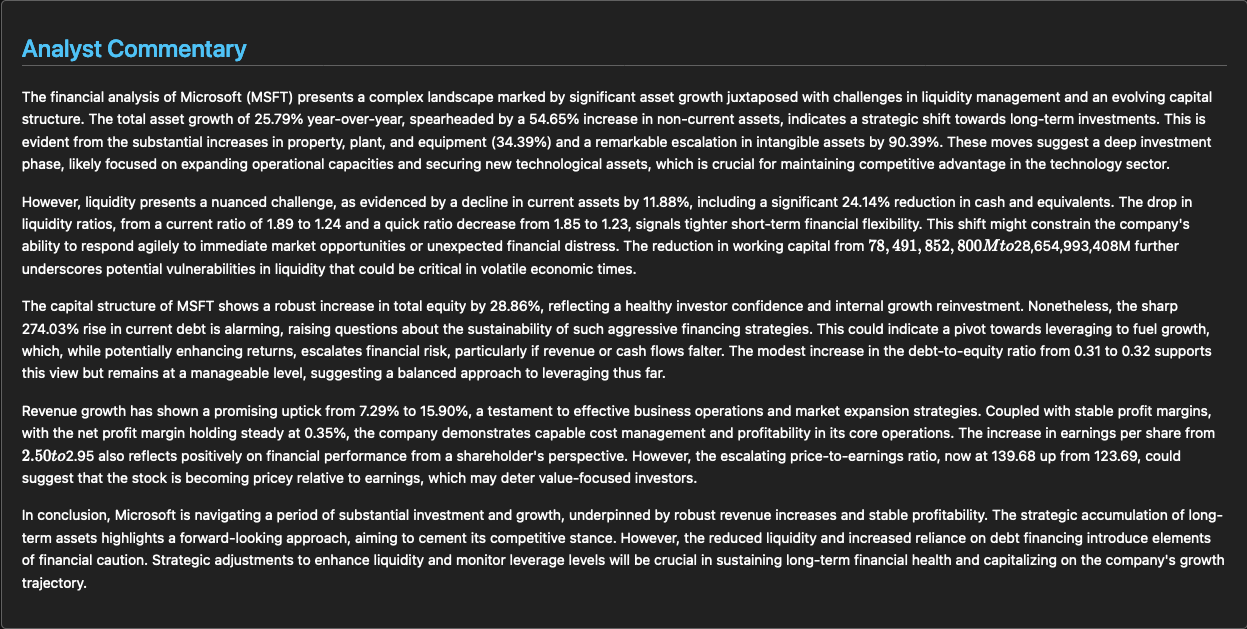 Analyst Commentary
The financial analysis of Microsoft (MSFT) presents a complex landscape marked by significant asset growth juxtaposed with challenges in liquidity management and an evolving capital
structure. The total asset growth of 25.79% year-over-year, spearheaded by a 54.65% increase in non-current assets, indicates a strategic shift towards long-term investments. This is
evident from the substantial increases in property, plant, and equipment (34.39%) and a remarkable escalation in intangible assets by 90.39%. These moves suggest a deep investment
phase, likely focused on expanding operational capacities and securing new technological assets, which is crucial for maintaining competitive advantage in the technology sector.
However, liquidity presents a nuanced challenge, as evidenced by a decline in current assets by 11.88%, including a significant 24.14% reduction in cash and equivalents. The drop in
liquidity ratios, from a current ratio of 1.89 to 1.24 and a quick ratio decrease from 1.85 to 1.23, signals tighter short-term financial flexibility. This shift might constrain the company's
ability to respond agilely to immediate market opportunities or unexpected financial distress. The reduction in working capital from 78,491,852,800Mto28,654,993,408M further
underscores potential vulnerabilities in liquidity that could be critical in volatile economic times.
The capital structure of MSFT shows a robust increase in total equity by 28.86%, reflecting a healthy investor confidence and internal growth reinvestment. Nonetheless, the sharp
274.03% rise in current debt is alarming, raising questions about the sustainability of such aggressive financing strategies. This could indicate a pivot towards leveraging to fuel growth,
which, while potentially enhancing returns, escalates financial risk, particularly if revenue or cash flows falter. The modest increase in the debt-to-equity ratio from 0.31 to 0.32 supports
this view but remains at a manageable level, suggesting a balanced approach to leveraging thus far.
Revenue growth has shown a promising uptick from 7.29% to 15.90%, a testament to effective business operations and market expansion strategies. Coupled with stable profit margins,
with the net profit margin holding steady at 0.35%, the company demonstrates capable cost management and profitability in its core operations. The increase in earnings per share from
2.50to2.95 also reflects positively on financial performance from a shareholder's perspective. However, the escalating price-to-earnings ratio, now at 139.68 up from 123.69, could
suggest that the stock is becoming pricey relative to earnings, which may deter value-focused investors.
In conclusion, Microsoft is navigating a period of substantial investment and growth, underpinned by robust revenue increases and stable profitability. The strategic accumulation of long-
term assets highlights a forward-looking approach, aiming to cement its competitive stance. However, the reduced liquidity and increased reliance on debt financing introduce elements
of financial caution. Strategic adjustments to enhance liquidity and monitor leverage levels will be crucial in sustaining long-term financial health and capitalizing on the company's growth
trajectory.